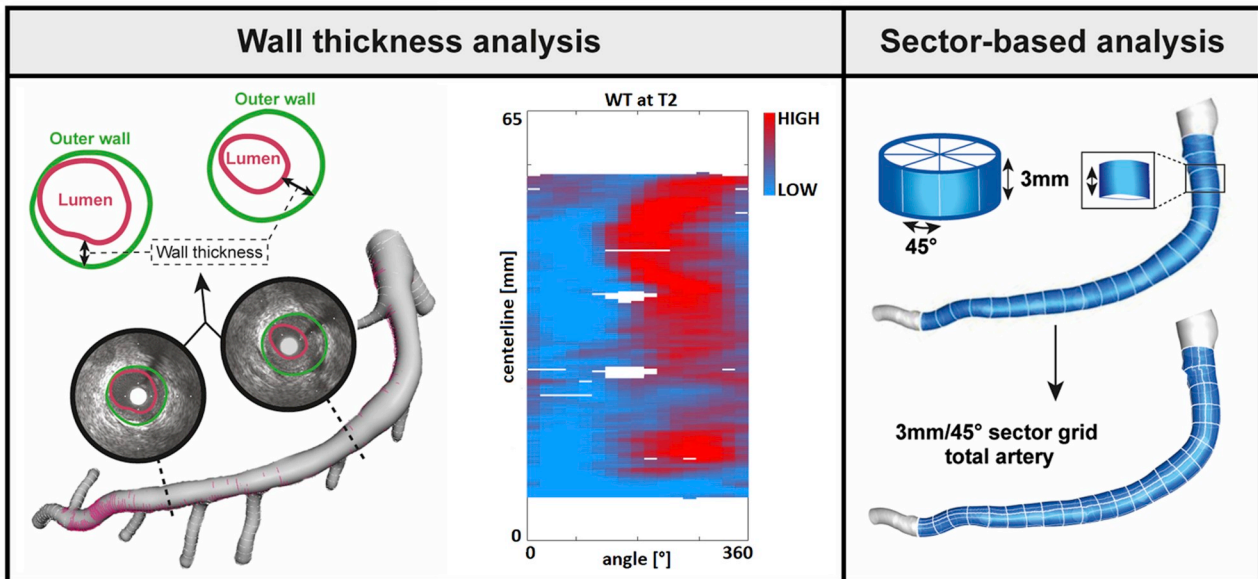 Wall thickness analysis
Outer wall
Lumen
Outer wall
Lumen
Wall thickness
WT at T2
65
HIGH
LOW
centerline [mm]
0
0
angle [°]
360
Sector-based analysis
3mm
45°
3mm/45° sector grid
total artery